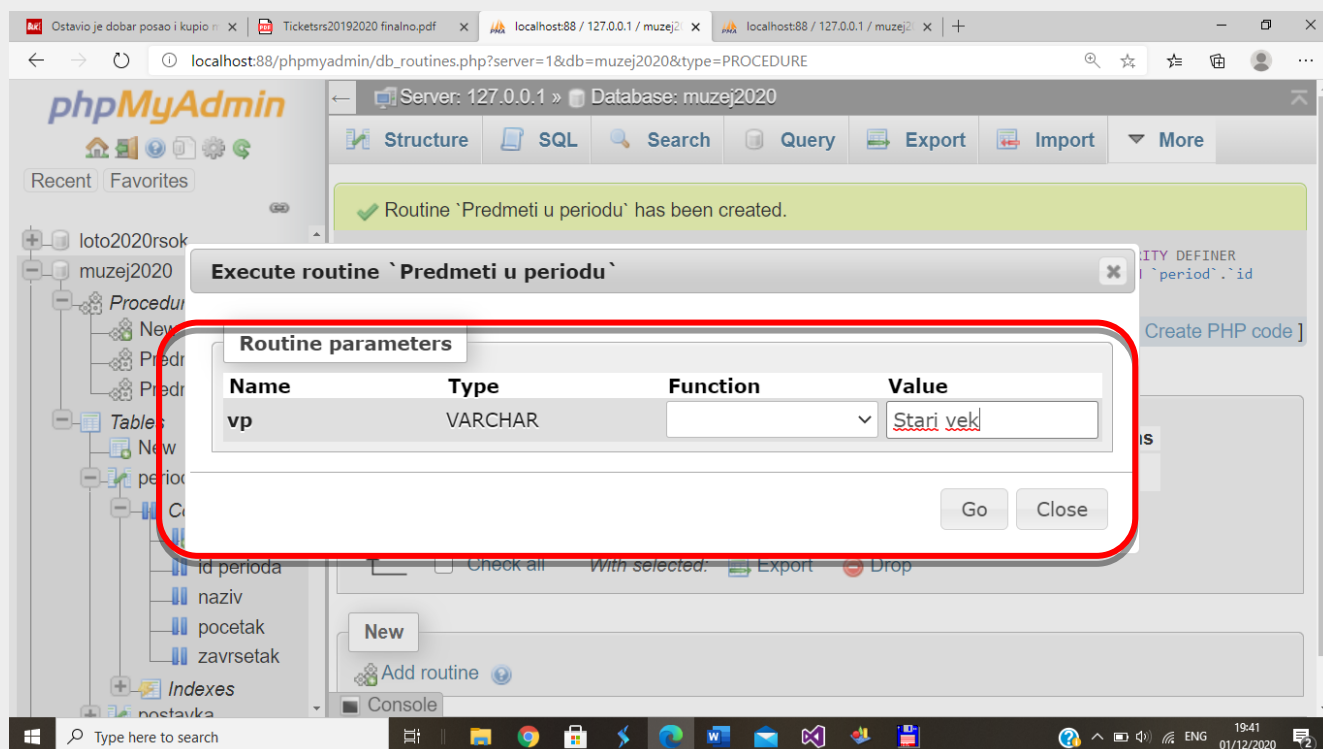 Ostavio je dobar posao i kupio n
Ticketsrs20192020 finalno.pdf
localhost:88 / 127.0.0.1 / muzej2
localhost:88 / 127.0.0.1 / muzej2
localhost:88/phpmyadmin/db_routines.php?server=1&db=muzej2020&type=PROCEDURE
phpMyAdmin
Server: 127.0.0.1 » Database: muzej2020
Structure SQL Search Query Export Import More
Recent Favorites
Routine `Predmeti u periodu` has been created.
loto2020rsok
muzej2020
ITY DEFINER
`period`.`id
Execute routine `Predmeti u periodu`
Procedur
New
Predr
Predr
Create PHP code ]
Routine parameters
Name Type Function Value
vp VARCHAR Stari vek
Tables
New
period
Go Close
id perioda
Check all With selected: Export Drop
naziv
pocetak
zavrsetak
New
Add routine
Indexes
postavka
Console
Type here to search
ENG
19:41
01/12/2020